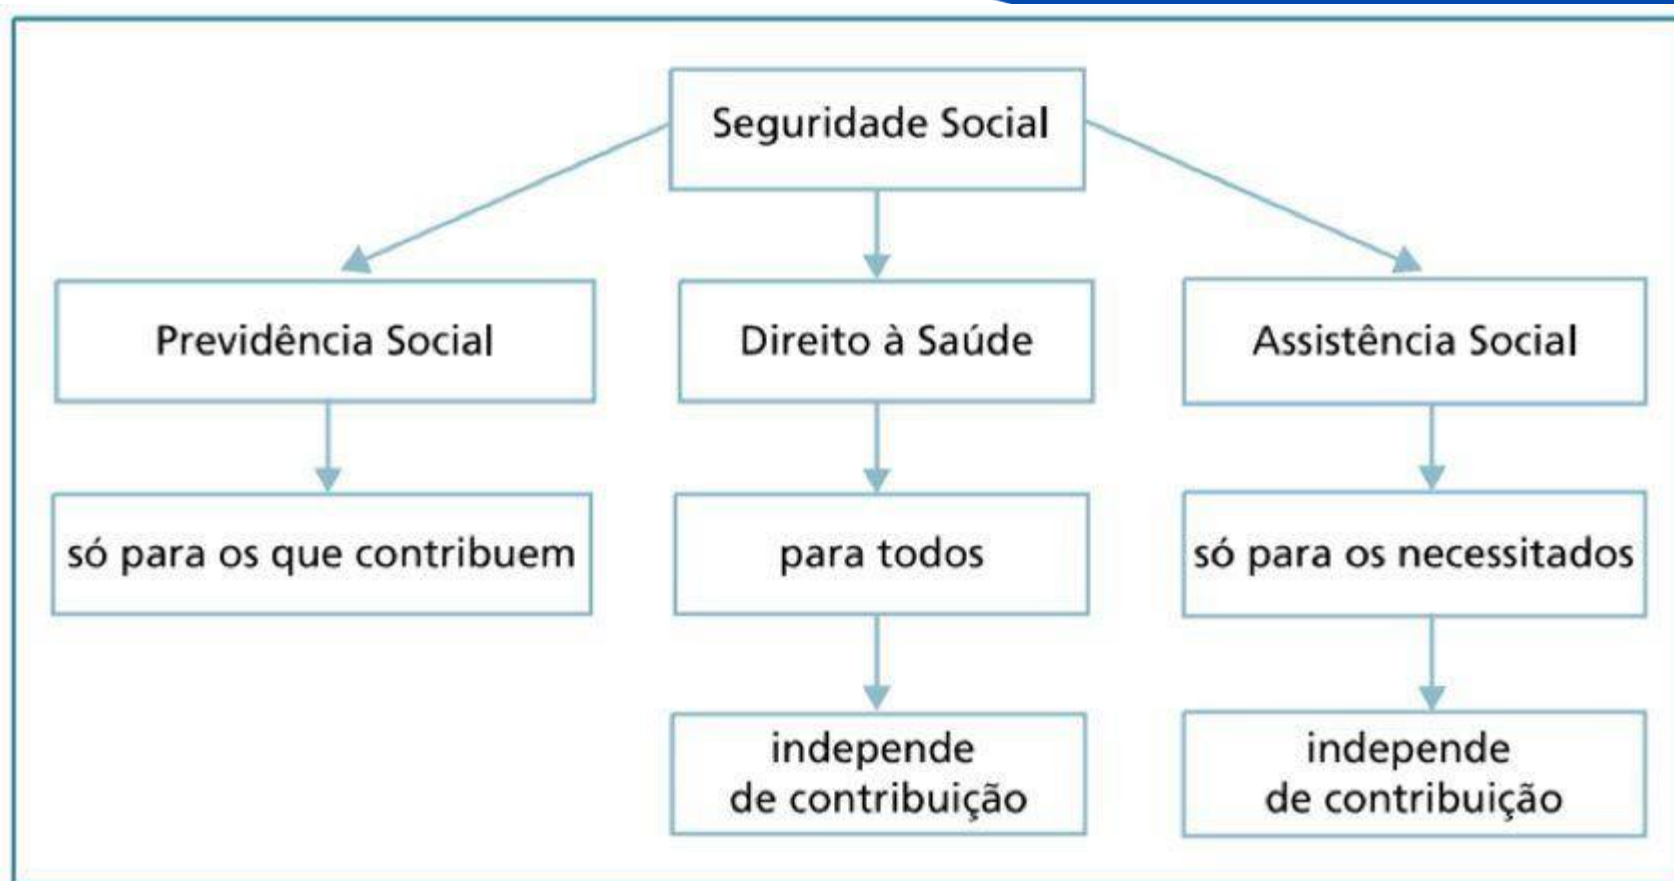 Seguridade Social
Previdência Social
Direito à Saúde
Assistência Social
só para os que contribuem
para todos
só para os necessitados
independe
de contribuição
independe
de contribuição